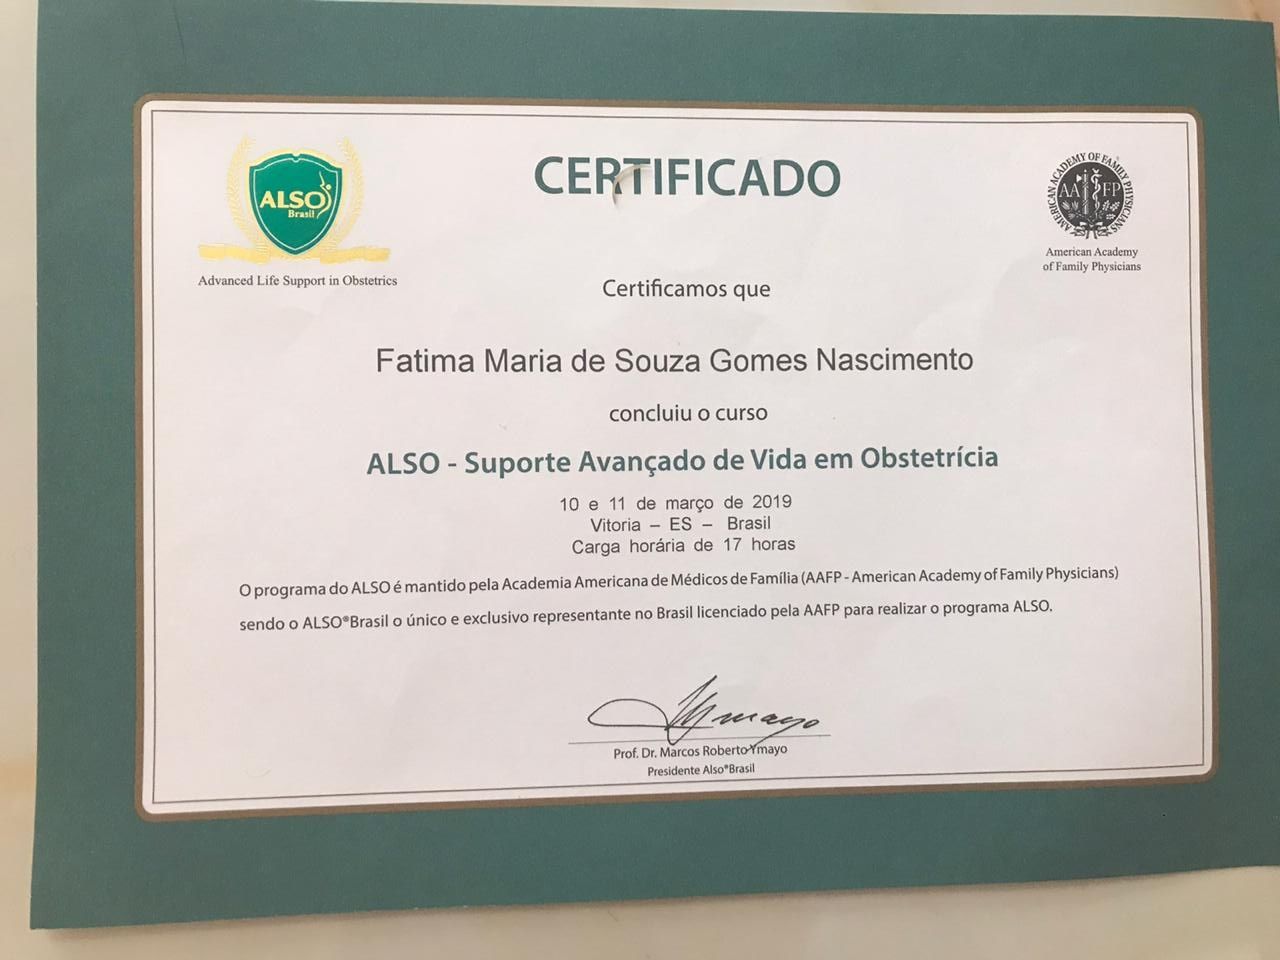 ALSO
Brasil
Advanced Life Support in Obstetrics
CERTIFICADO
AMERICAN ACADEMY OF FAMILY PHYSICIANS
AAFP
American Academy
of Family Physicians
Certificamos que
Fatima Maria de Souza Gomes Nascimento
concluiu o curso
ALSO - Suporte Avançado de Vida em Obstetrícia
10 e 11 de março de 2019
Vitoria – ES – Brasil
Carga horária de 17 horas
O programa do ALSO é mantido pela Academia Americana de Médicos de Família (AAFP - American Academy of Family Physicians)
sendo o ALSO®Brasil o único e exclusivo representante no Brasil licenciado pela AAFP para realizar o programa ALSO.
Ymayo
Prof. Dr. Marcos Roberto Ymayo
Presidente Also®Brasil